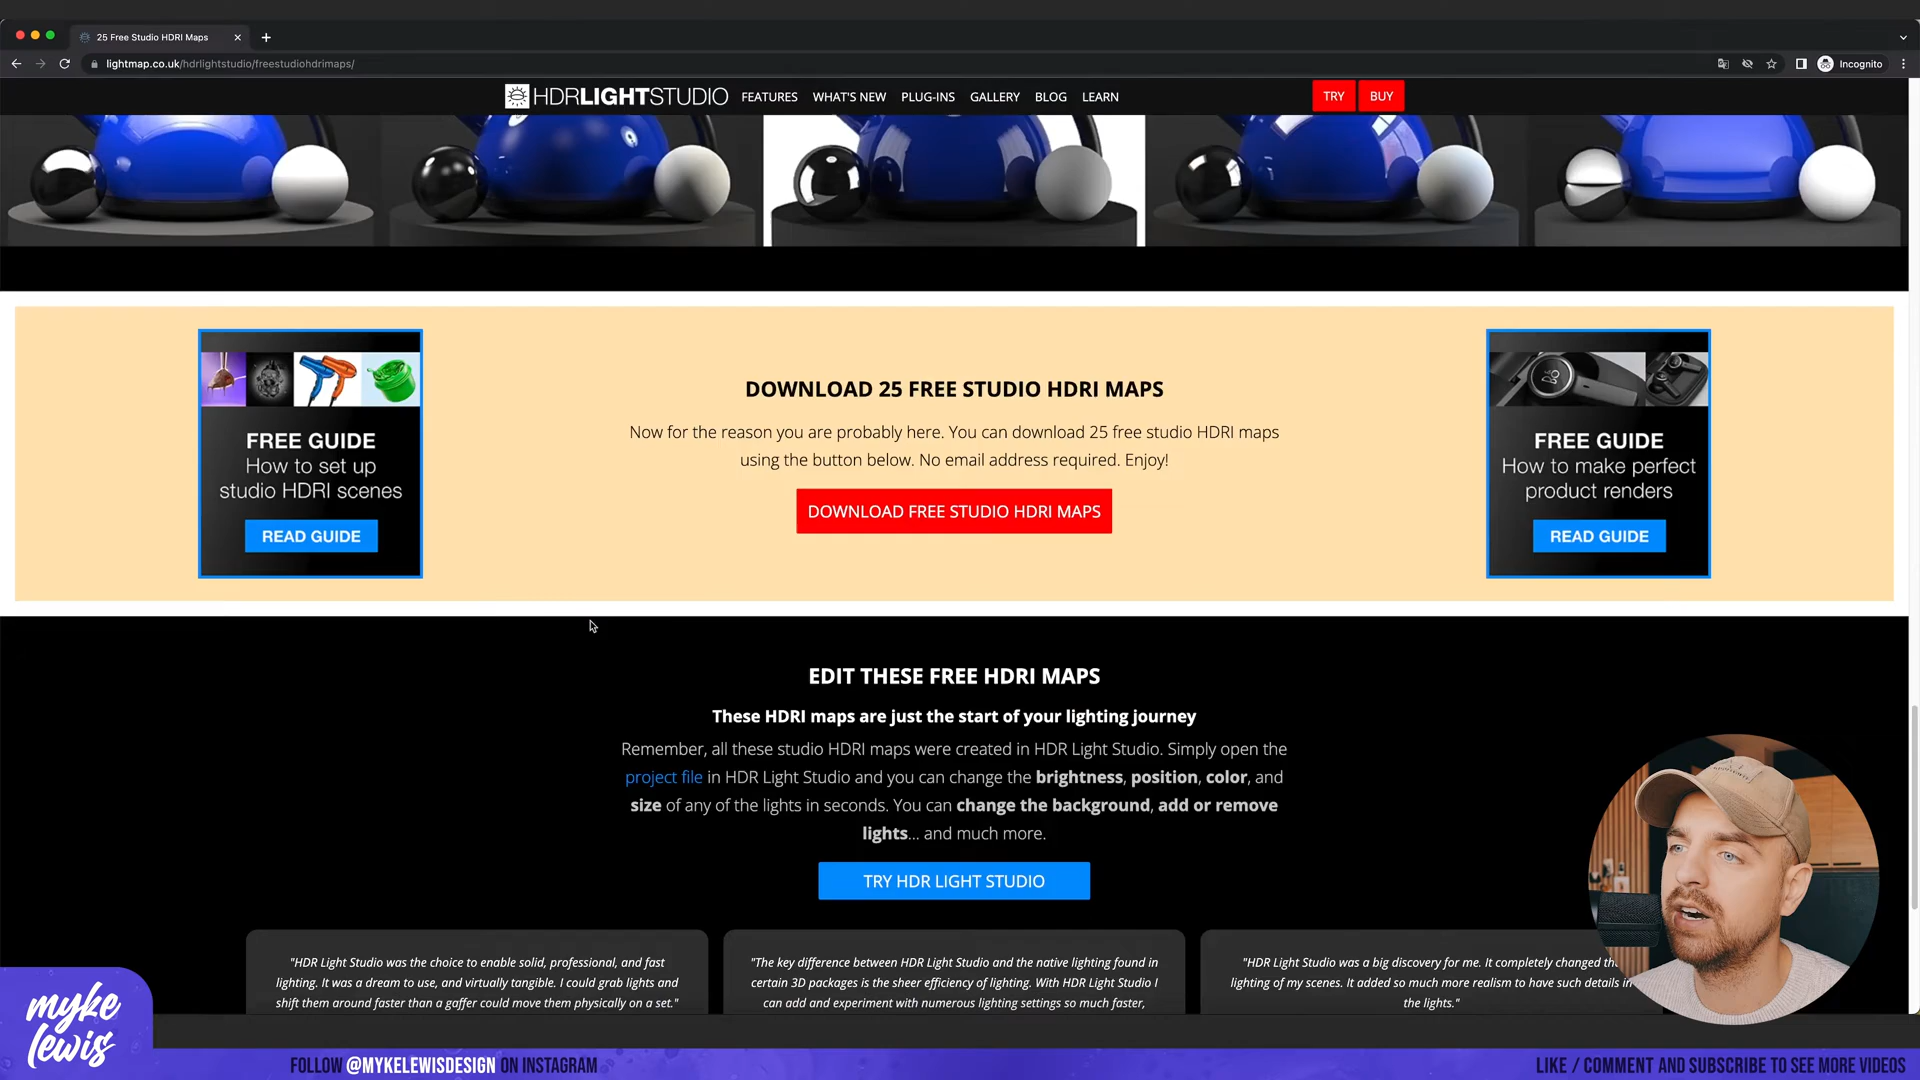 25 Free Studio HDRI Maps
lightmap.co.uk/hdrlightstudio/freestudiohdrimaps/
Incognito
HDRLIGHTSTUDIO
FEATURES
WHAT'S NEW
PLUG-INS
GALLERY
BLOG
LEARN
TRY
BUY
FREE GUIDE
How to set up
studio HDRI scenes
READ GUIDE
DOWNLOAD 25 FREE STUDIO HDRI MAPS
Now for the reason you are probably here. You can download 25 free studio HDRI maps
using the button below. No email address required. Enjoy!
DOWNLOAD FREE STUDIO HDRI MAPS
FREE GUIDE
How to make perfect
product renders
READ GUIDE
EDIT THESE FREE HDRI MAPS
These HDRI maps are just the start of your lighting journey
Remember, all these studio HDRI maps were created in HDR Light Studio. Simply open the
project file in HDR Light Studio and you can change the brightness, position, color, and
size of any of the lights in seconds. You can change the background, add or remove
lights... and much more.
TRY HDR LIGHT STUDIO
"HDR Light Studio was the choice to enable solid, professional, and fast
lighting. It was a dream to use, and virtually tangible. I could grab lights and
shift them around faster than a gaffer could move them physically on a set."
"The key difference between HDR Light Studio and the native lighting found in
certain 3D packages is the sheer efficiency of lighting. With HDR Light Studio I
can add and experiment with numerous lighting settings so much faster,
"HDR Light Studio was a big discovery for me. It completely changed
lighting of my scenes. It added so much more realism to have such details in
the lights."
myke
lewis
FOLLOW @MYKELEWISDESIGN ON INSTAGRAM
LIKE / COMMENT AND SUBSCRIBE TO SEE MORE VIDEOS